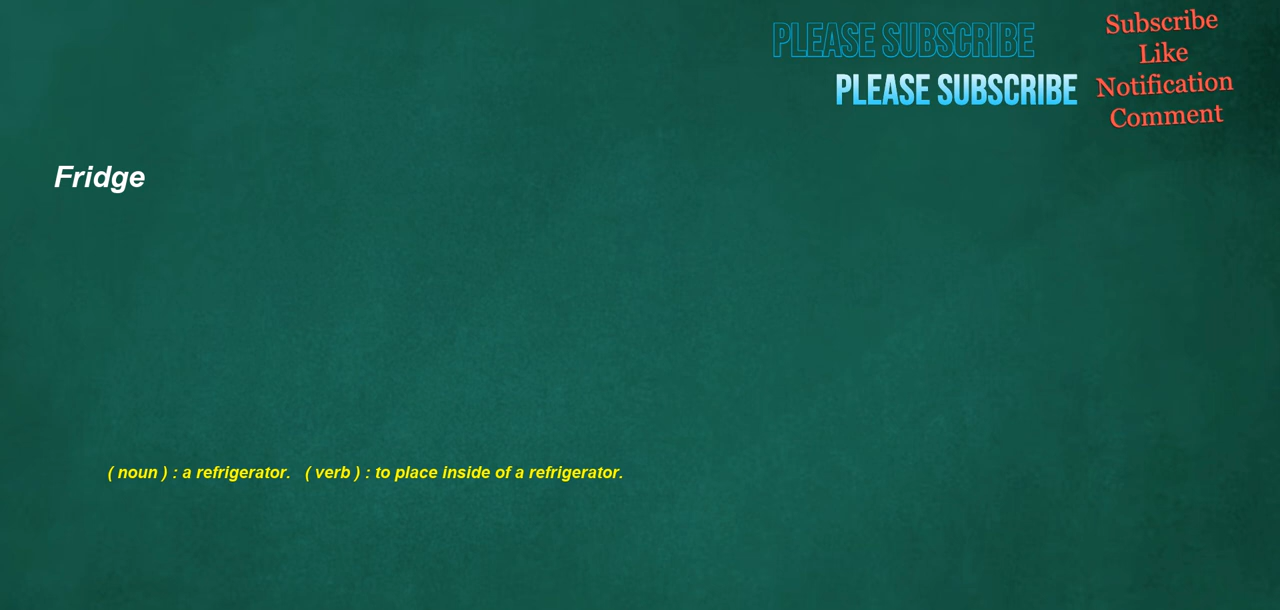 PLEASE SUBSCRIBE
PLEASE SUBSCRIBE
Subscribe
Like
Notification
Comment
Fridge
( noun ) : a refrigerator. ( verb ) : to place inside of a refrigerator.